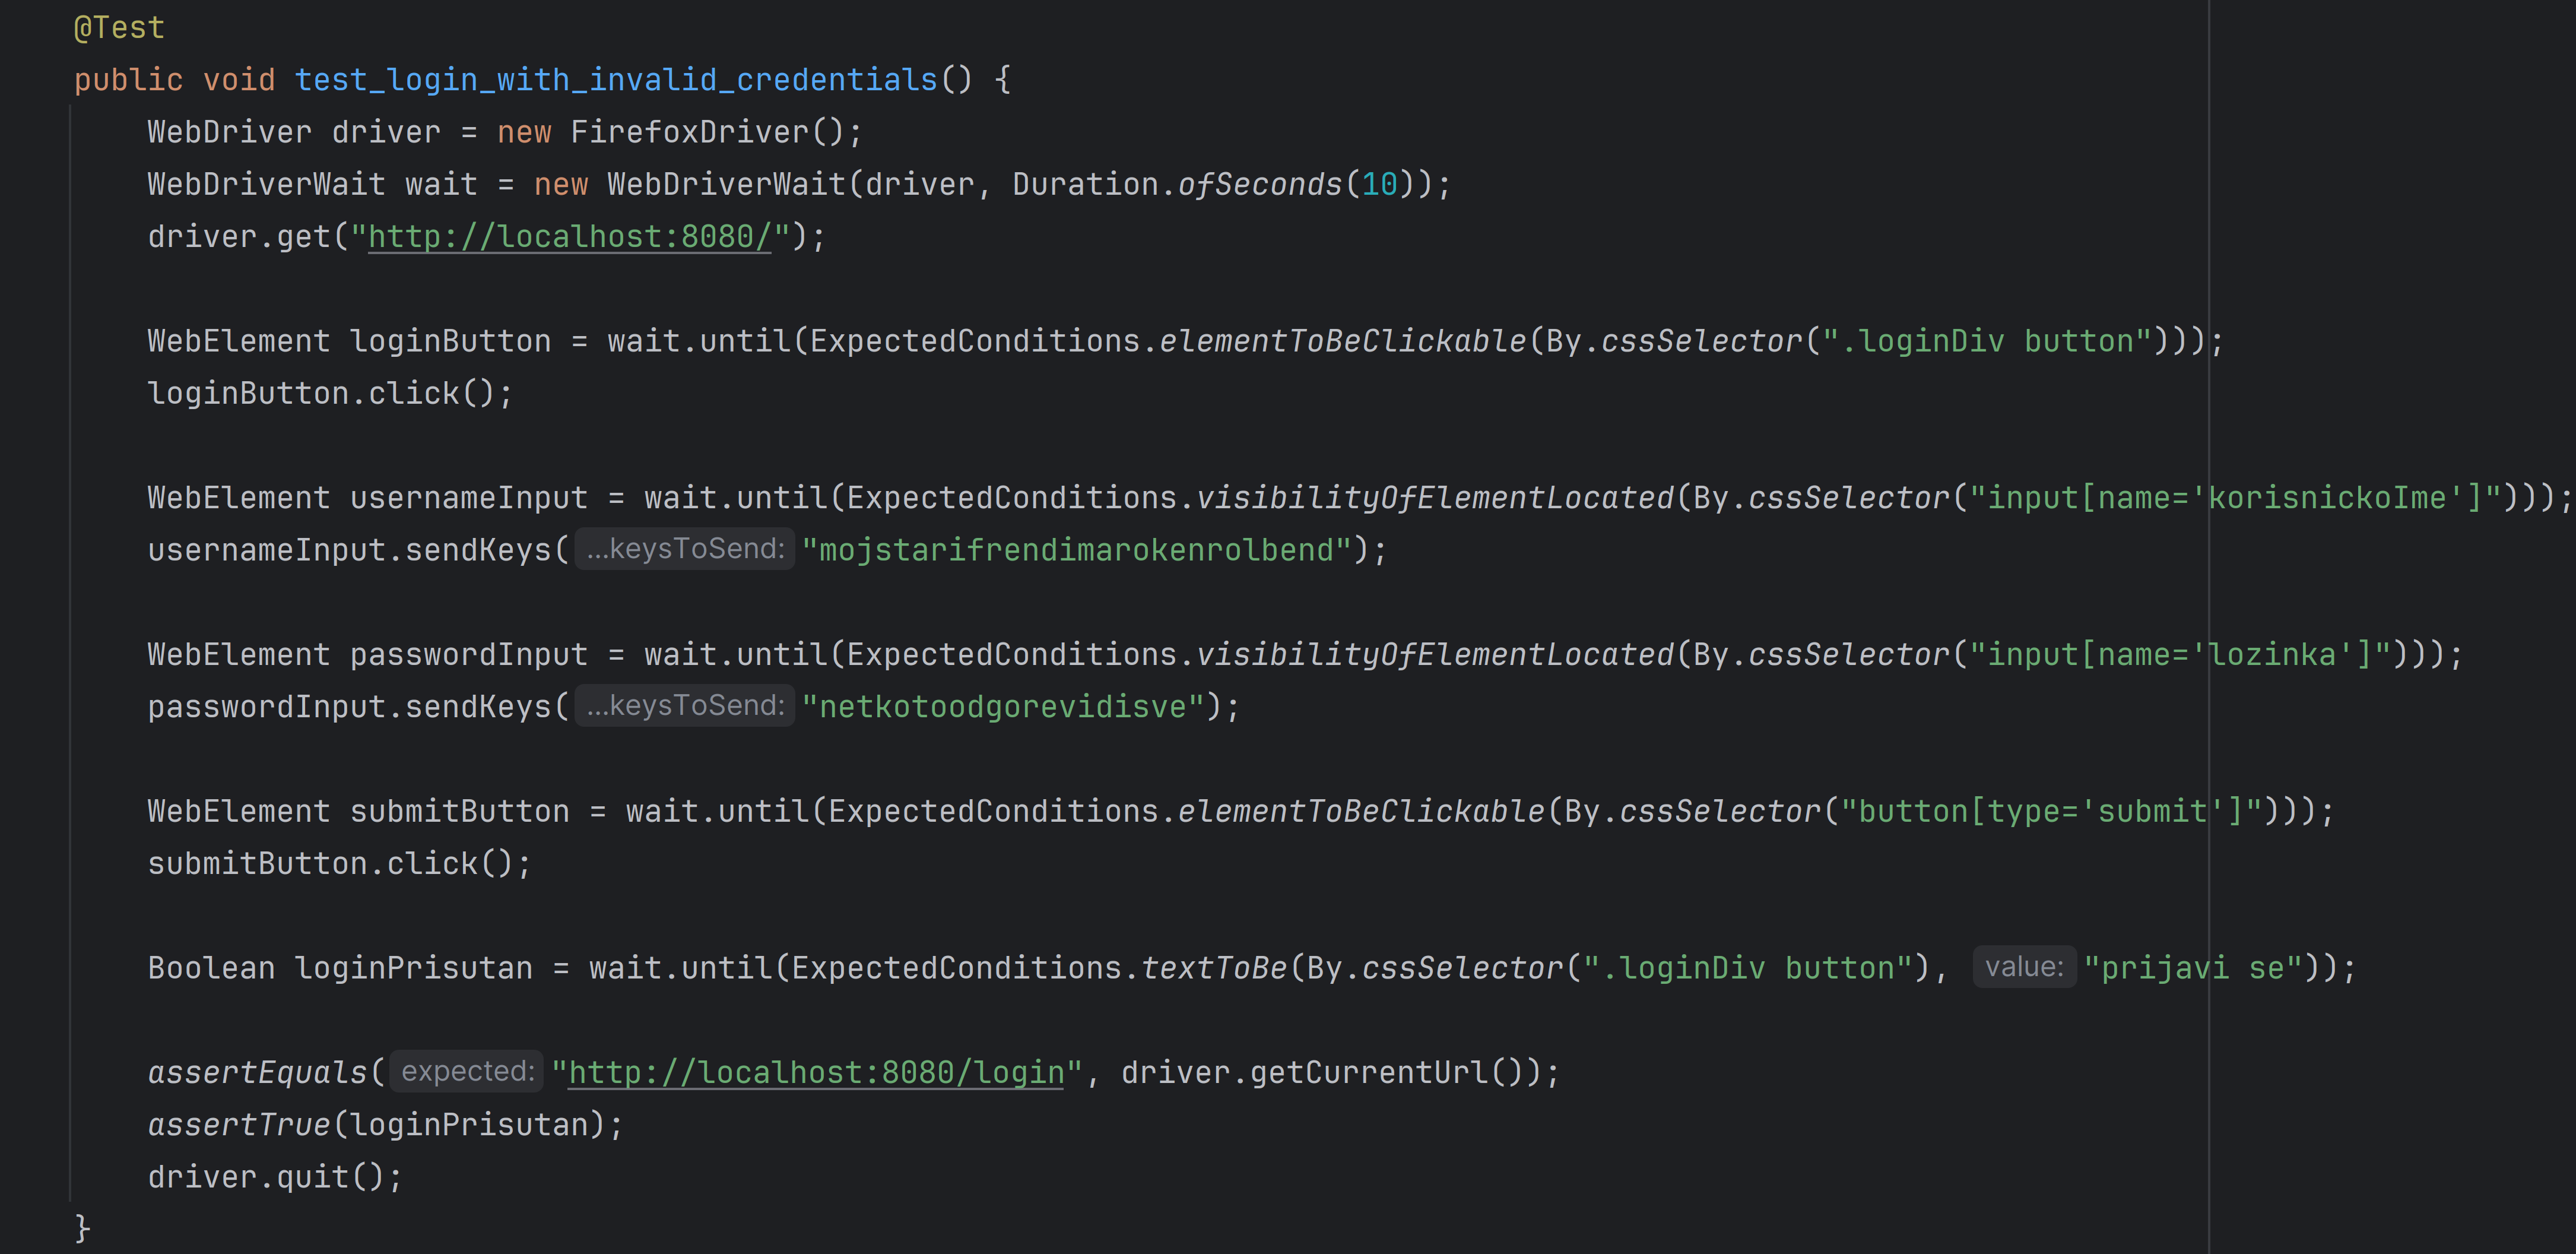 @Test
public void test_login_with_invalid_credentials() {
WebDriver driver = new FirefoxDriver();
WebDriverWait wait = new WebDriverWait(driver, Duration.ofSeconds(10));
driver.get("http://localhost:8080/");
WebElement loginButton = wait.until(ExpectedConditions.elementToBeClickable(By.cssSelector(".loginDiv button")));
loginButton.click();
WebElement usernameInput = wait.until(ExpectedConditions.visibilityOfElementLocated(By.cssSelector("input[name='korisnickoIme']")));
usernameInput.sendKeys( ...keysToSend: "mojstarifrendimarokenrolbend");
WebElement passwordInput = wait.until(ExpectedConditions.visibilityOfElementLocated(By.cssSelector("input[name='lozinka']")));
passwordInput.sendKeys( ...keysToSend: "netkotoodgorevidisve");
WebElement submitButton = wait.until(ExpectedConditions.elementToBeClickable(By.cssSelector("button[type='submit']")));
submitButton.click();
Boolean loginPrisutan = wait.until(ExpectedConditions.textToBe(By.cssSelector(".loginDiv button"), value: "prijavi se"));
assertEquals( expected: "http://localhost:8080/login", driver.getCurrentUrl());
assertTrue(loginPrisutan);
driver.quit();
}